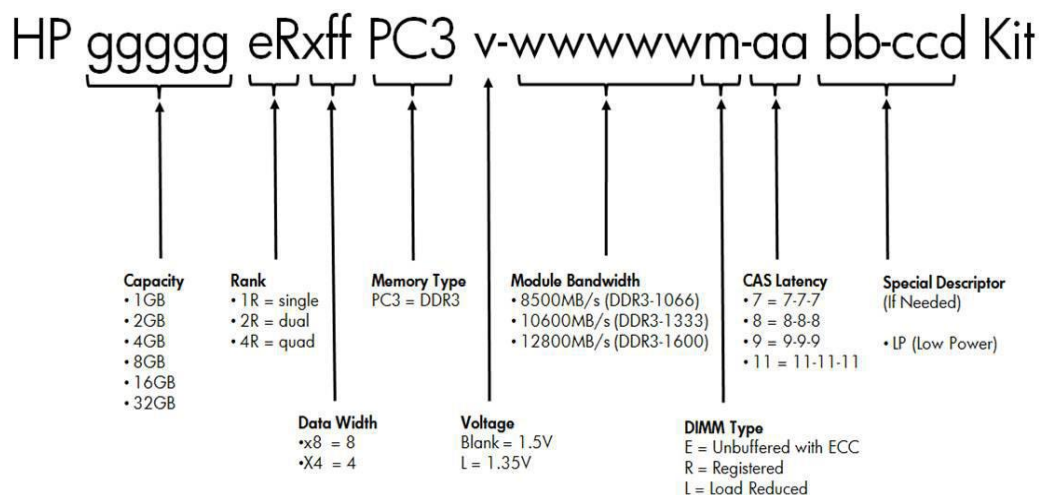 HP ggggg eRxff PC3 v-wwwwwm-aa bb-ccd Kit
Capacity
• 1GB
• 2GB
• 4GB
• 8GB
• 16GB
• 32GB
Rank
• 1R = single
• 2R = dual
• 4R = quad
Memory Type
PC3 = DDR3
Module Bandwidth
• 8500MB/s (DDR3-1066)
• 10600MB/s (DDR3-1333)
• 12800MB/s (DDR3-1600)
CAS Latency
• 7 = 7-7-7
• 8 = 8-8-8
• 9 = 9-9-9
• 11 = 11-11-11
Special Descriptor
(If Needed)
• LP (Low Power)
Data Width
•x8 = 8
•X4 = 4
Voltage
Blank = 1.5V
L = 1.35V
DIMM Type
E = Unbuffered with ECC
R = Registered
L = Load Reduced